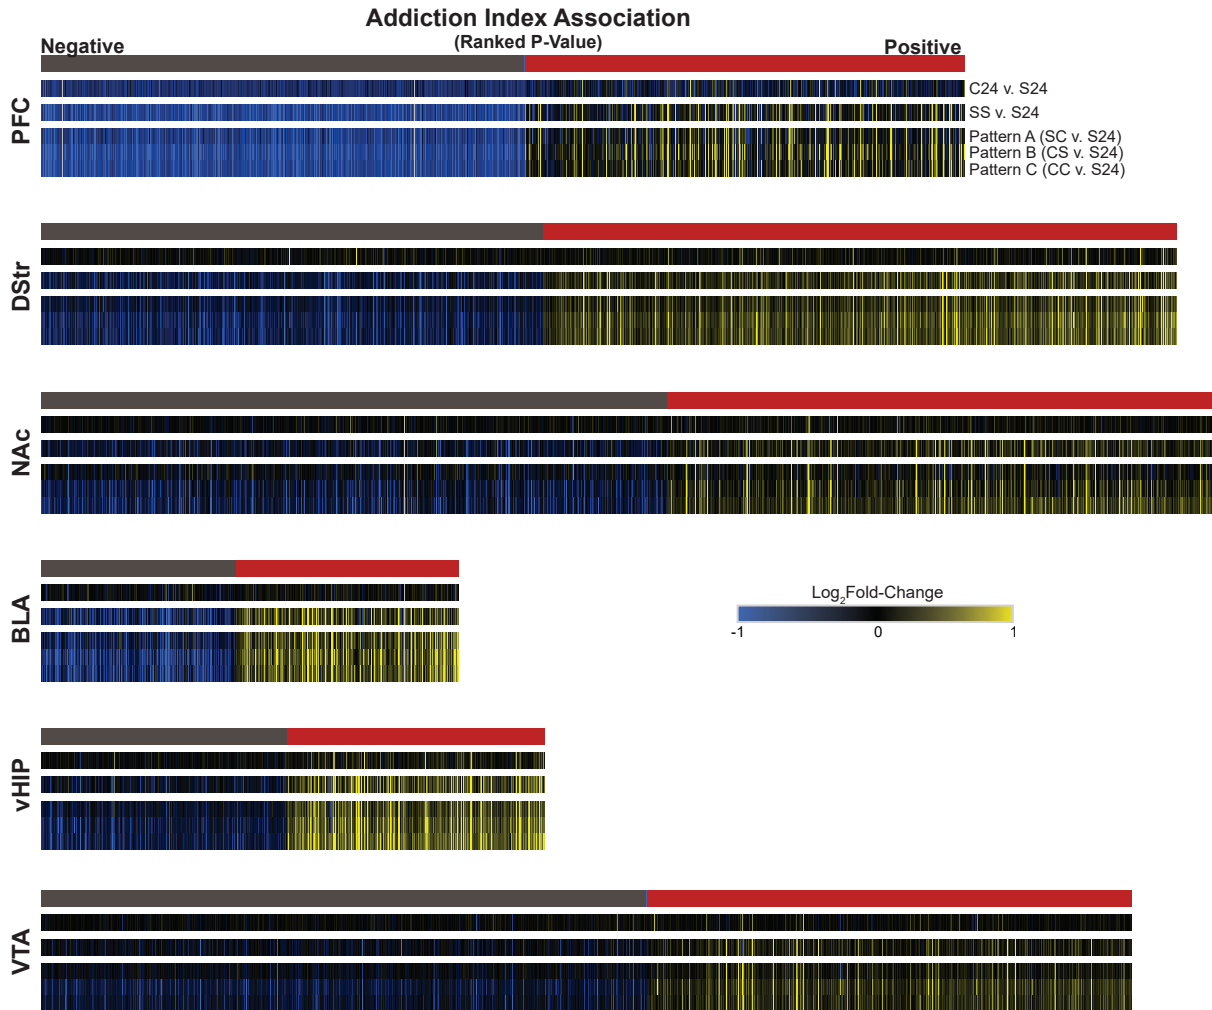 Addiction Index Association
(Ranked P-Value)
Negative
Positive
PFC
C24 v. S24
SS v. S24
Pattern A (SC v. S24)
Pattern B (CS v. S24)
Pattern C (CC v. S24)
DStr
NAc
BLA
Log2Fold-Change
-1 0 1
vHIP
VTA